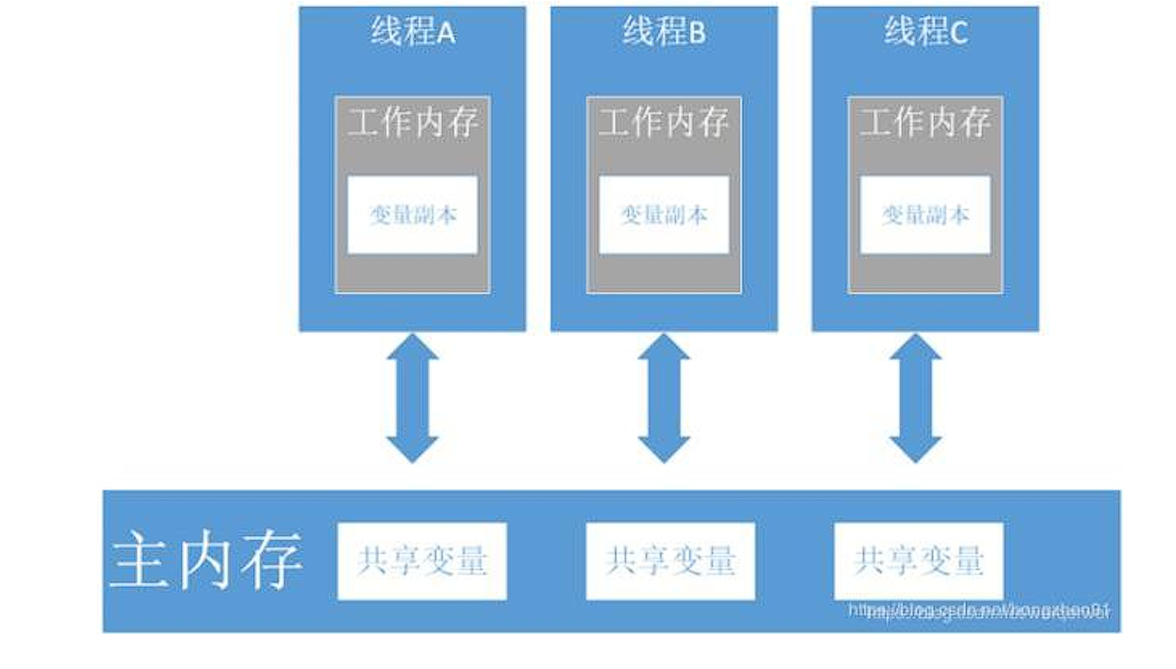 线程A
线程B
线程C
工作内存
工作内存
工作内存
变量副本
变量副本
变量副本
主内存
共享变量
共享变量
共享变量
https://blog.csdn.net/hongzhen91